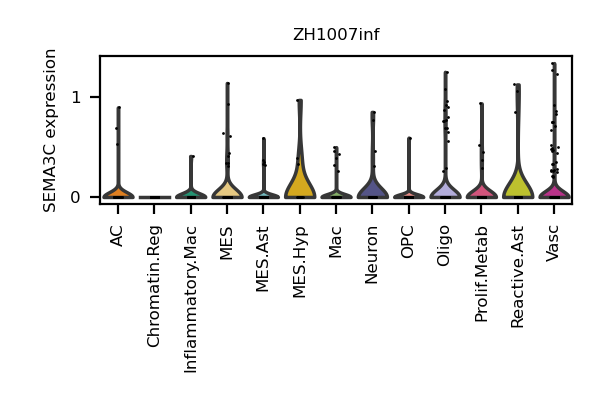 ZH1007inf
SEMA3C expression
1
0
AC
Chromatin.Reg
Inflammatory.Mac
MES
MES.Ast
MES.Hyp
Mac
Neuron
OPC
Oligo
Prolif.Metab
Reactive.Ast
Vasc